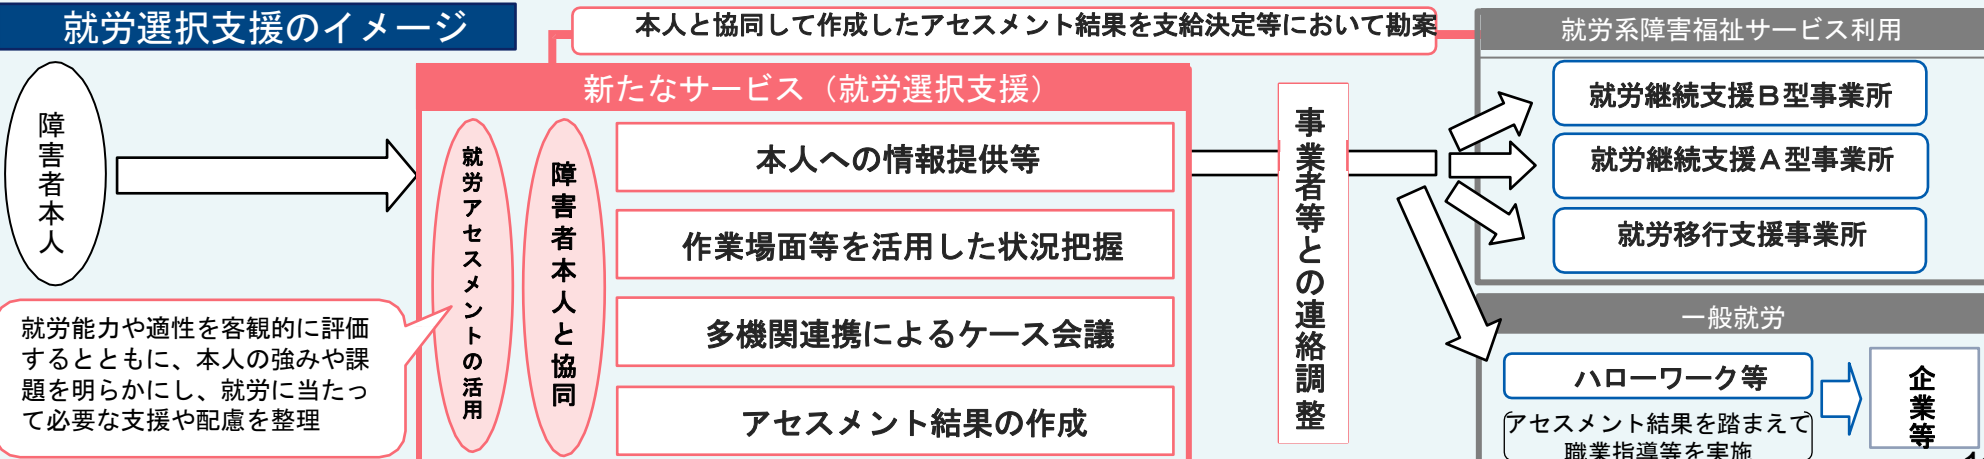 就労選択支援のイメージ
本人と協同して作成したアセスメント結果を支給決定等において勘案
障害者本人
新たなサービス（就労選択支援）
就労アセスメントの活用
障害者本人と協同
本人への情報提供等
作業場面等を活用した状況把握
多機関連携によるケース会議
アセスメント結果の作成
就労能力や適性を客観的に評価
するとともに、本人の強みや課
題を明らかにし、就労に当たっ
て必要な支援や配慮を整理
事業者等との連絡調整
就労系障害福祉サービス利用
就労継続支援Ｂ型事業所
就労継続支援Ａ型事業所
就労移行支援事業所
一般就労
ハローワーク等
アセスメント結果を踏まえて
職業指導等を実施
企業等